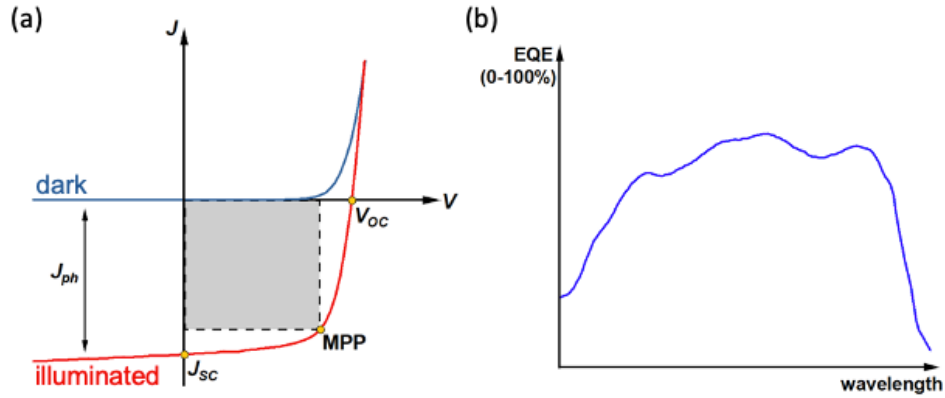 (a)
J
dark
V
V_OC
J_ph
MPP
J_SC
illuminated
(b)
EQE
(0-100%)
wavelength